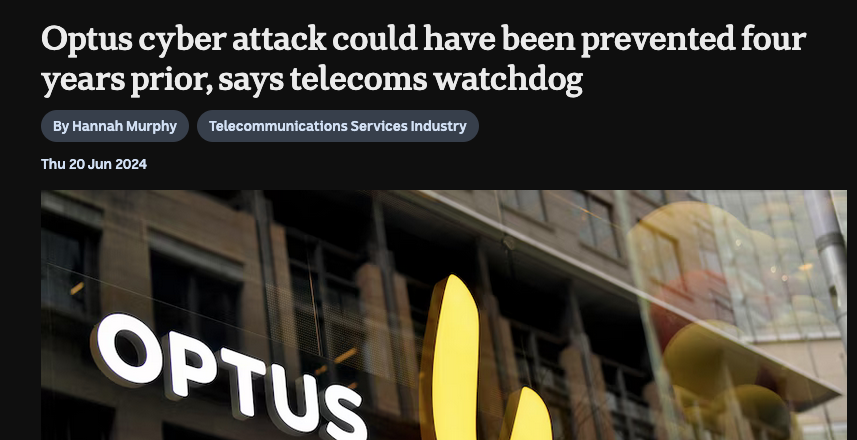 Optus cyber attack could have been prevented four
years prior, says telecoms watchdog
By Hannah Murphy
Telecommunications Services Industry
Thu 20 Jun 2024
OPTUS